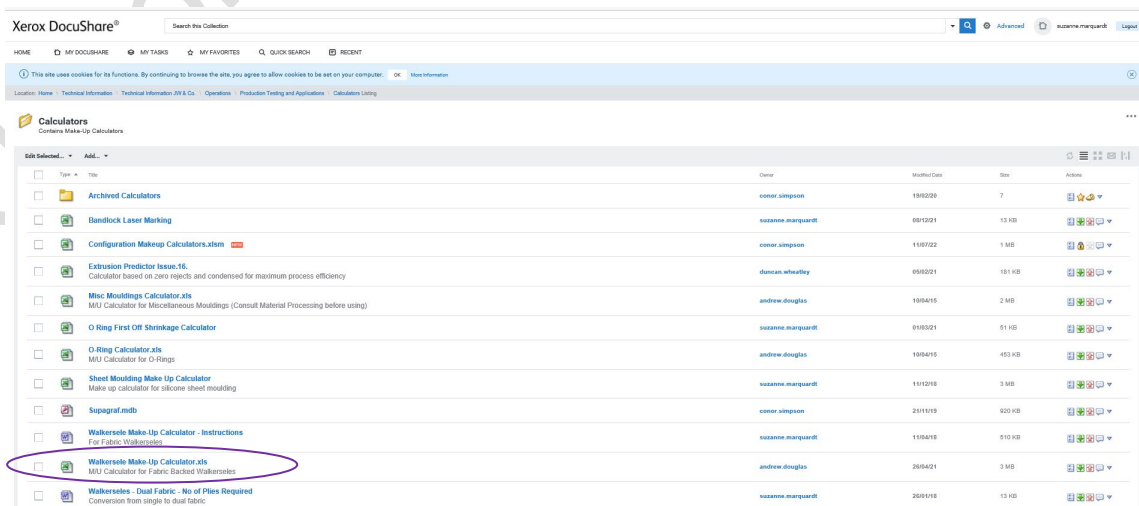 Xerox DocuShare®
Search this Collection
Advanced suzanne.marquardt Logout
HOME MY DOCUSHARE MY TASKS MY FAVORITES QUICK SEARCH RECENT
This site uses cookies for its functions. By continuing to browse the site, you agree to allow cookies to be set on your computer. OK More Information
Location: Home \ Technical Information \ Technical Information JW & Co. \ Operations \ Production Testing and Applications \ Calculators Listing
Calculators
Contains Make-Up Calculators
Edit Selected... Add...
Type Title Owner Modified Date Size Actions
Archived Calculators conor.simpson 19/02/20 7
Bandlock Laser Marking suzanne.marquardt 08/12/21 13 KB
Configuration Makeup Calculators.xlsm conor.simpson 11/07/22 1 MB
Extrusion Predictor Issue.16. duncan.wheatley 05/02/21 181 KB
Calculator based on zero rejects and condensed for maximum process efficiency
Misc Mouldings Calculator.xls andrew.douglas 10/04/15 2 MB
M/U Calculator for Miscellaneous Mouldings (Consult Material Processing before using)
O Ring First Off Shrinkage Calculator suzanne.marquardt 01/03/21 51 KB
O-Ring Calculator.xls andrew.douglas 10/04/15 453 KB
M/U Calculator for O-Rings
Sheet Moulding Make Up Calculator suzanne.marquardt 11/12/18 3 MB
Make up calculator for silicone sheet moulding
Supagraf.mdb conor.simpson 21/11/19 920 KB
Walkersele Make-Up Calculator - Instructions suzanne.marquardt 11/04/19 510 KB
For Fabric Walkerseles
Walkersele Make-Up Calculator.xls andrew.douglas 26/04/21 3 MB
M/U Calculator for Fabric Backed Walkerseles
Walkerseles - Dual Fabric - No of Plies Required suzanne.marquardt 26/01/18 13 KB
Conversion from single to dual fabric